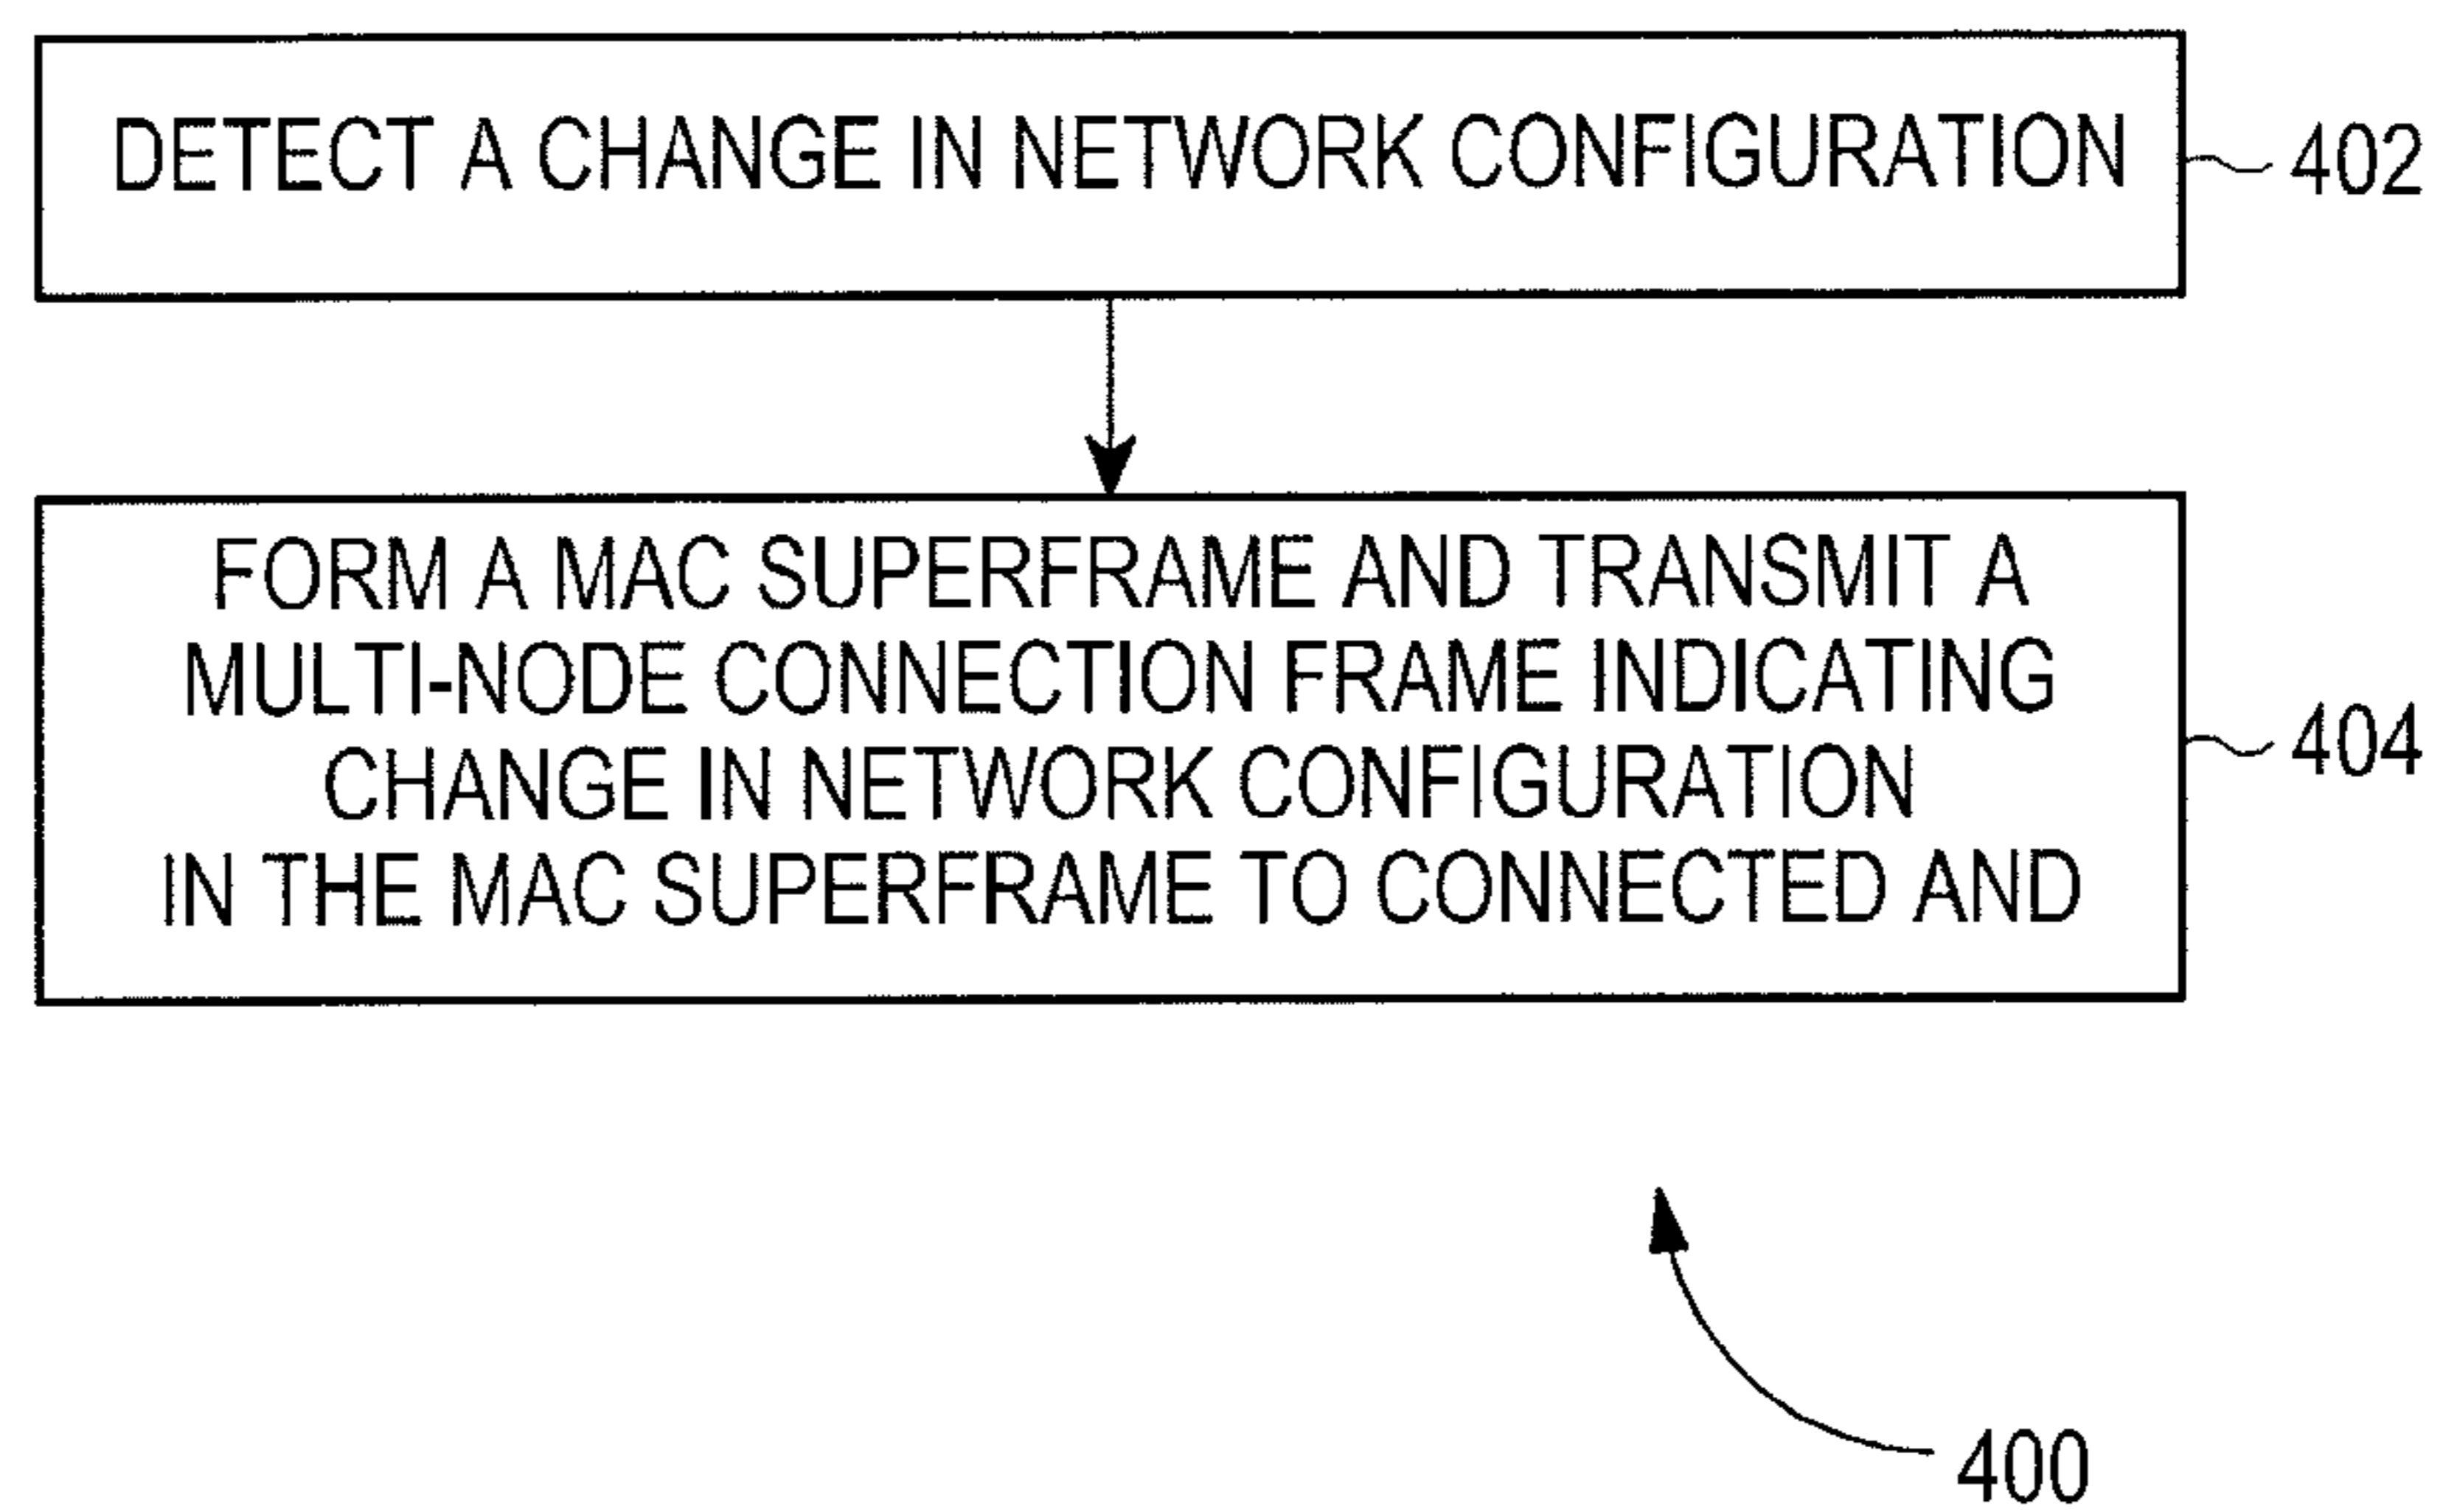 DETECT A CHANGE IN NETWORK CONFIGURATION
402
FORM A MAC SUPERFRAME AND TRANSMIT A
MULTI-NODE CONNECTION FRAME INDICATING
CHANGE IN NETWORK CONFIGURATION
IN THE MAC SUPERFRAME TO CONNECTED AND
404
400